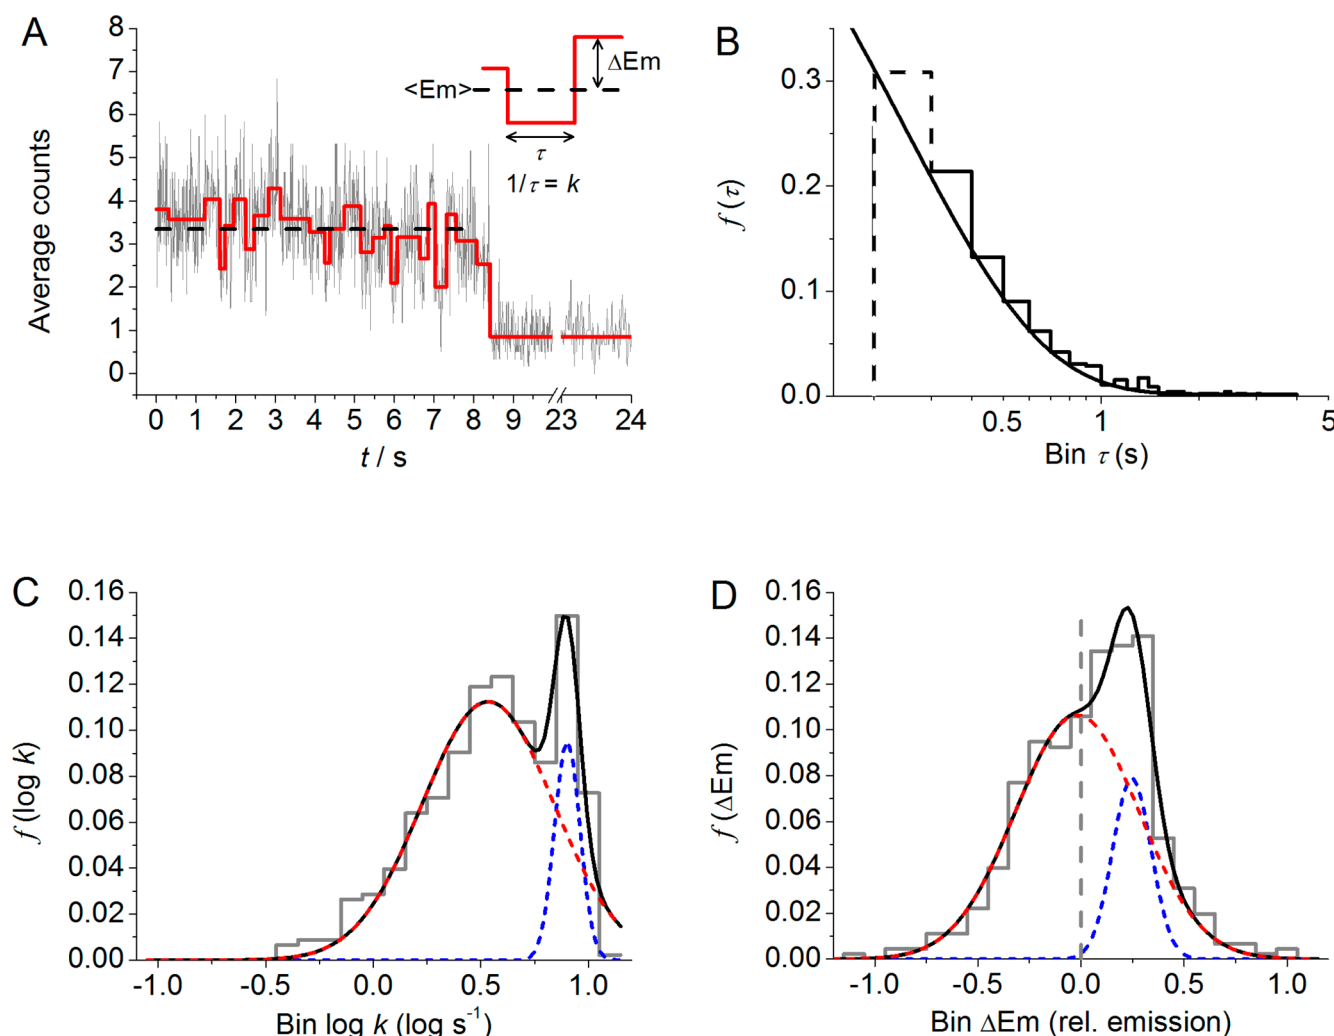 A
8
7
6
5
4
3
2
1
0
Average counts
<Em>
ΔEm
τ
1/τ = k
0 1 2 3 4 5 6 7 8 9 23 24
t / s
B
0.3
0.2
0.1
0.0
f (τ)
0.5 1 5
Bin τ (s)
C
0.16
0.14
0.12
0.10
0.08
0.06
0.04
0.02
0.00
f (log k)
-1.0 -0.5 0.0 0.5 1.0
Bin log k (log s⁻¹)
D
0.16
0.14
0.12
0.10
0.08
0.06
0.04
0.02
0.00
f (ΔEm)
-1.0 -0.5 0.0 0.5 1.0
Bin ΔEm (rel. emission)